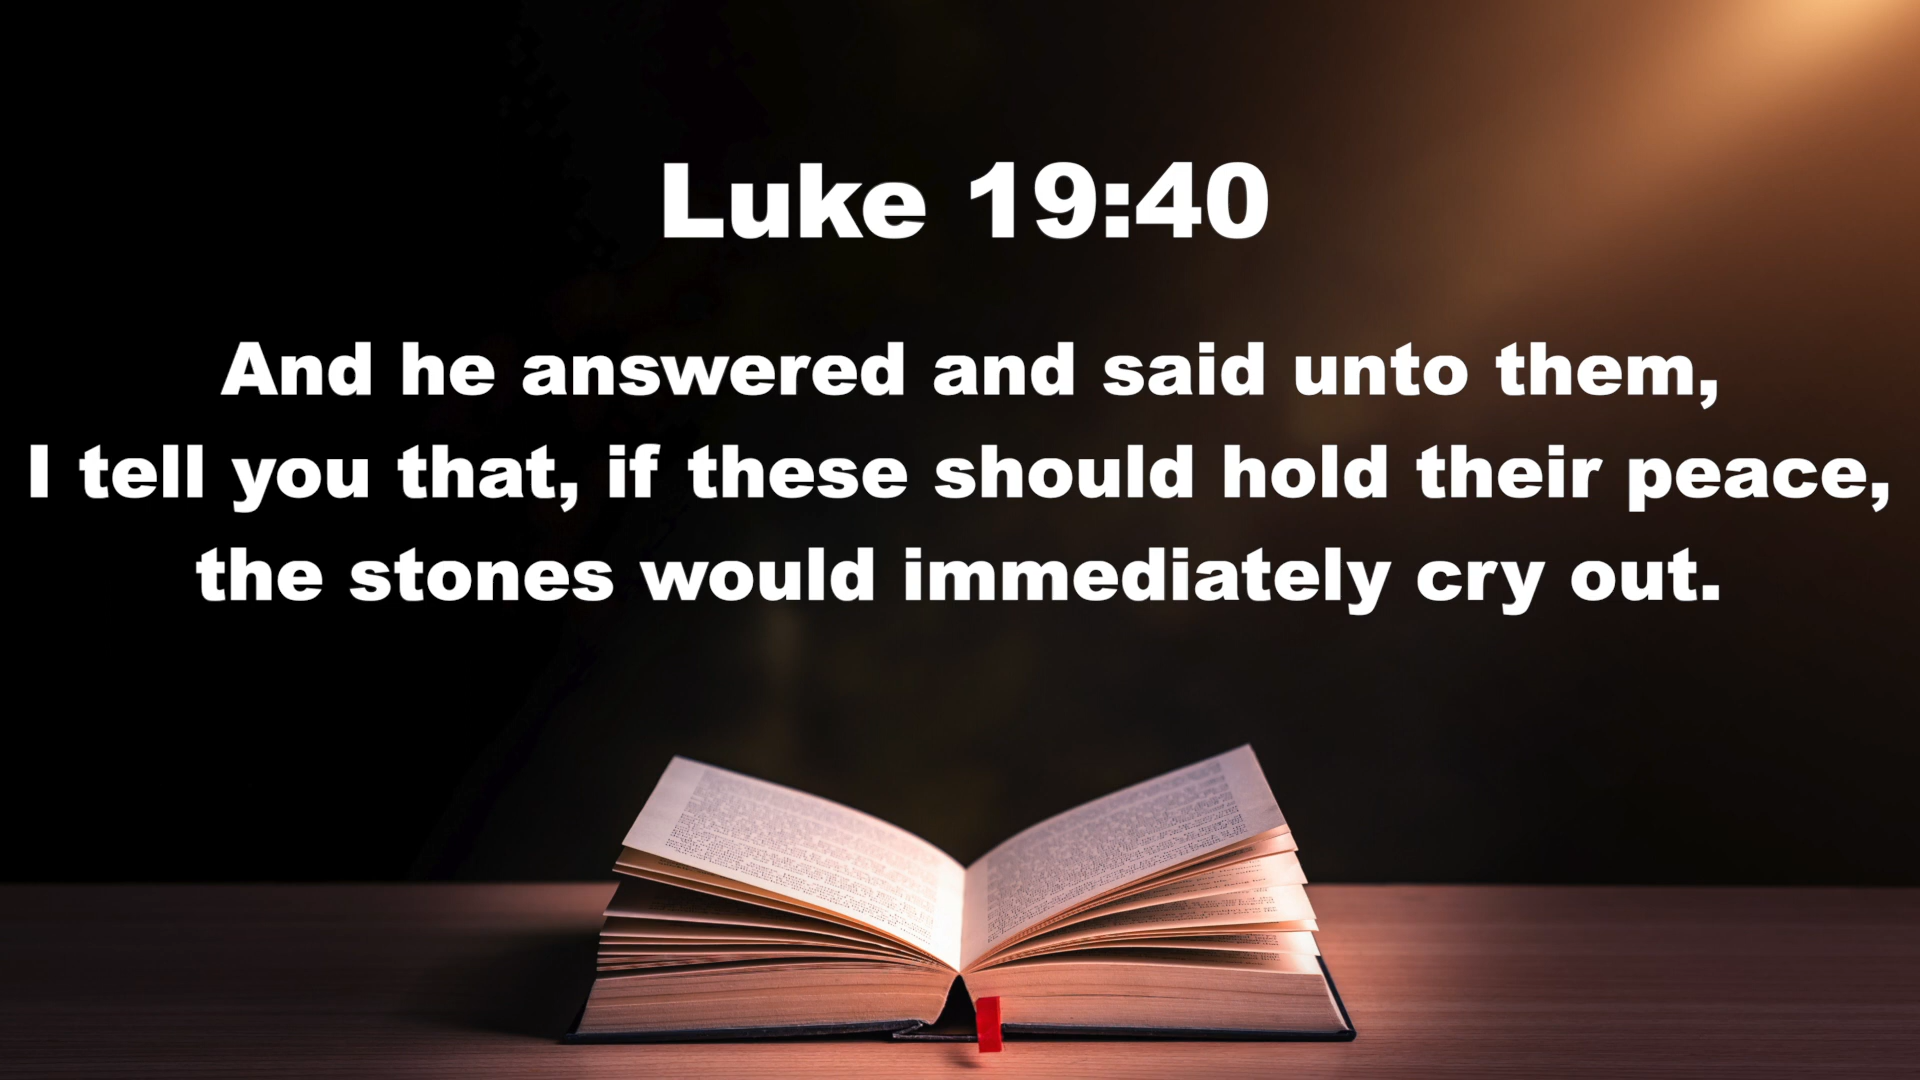 Luke 19:40
And he answered and said unto them,
I tell you that, if these should hold their peace,
the stones would immediately cry out.